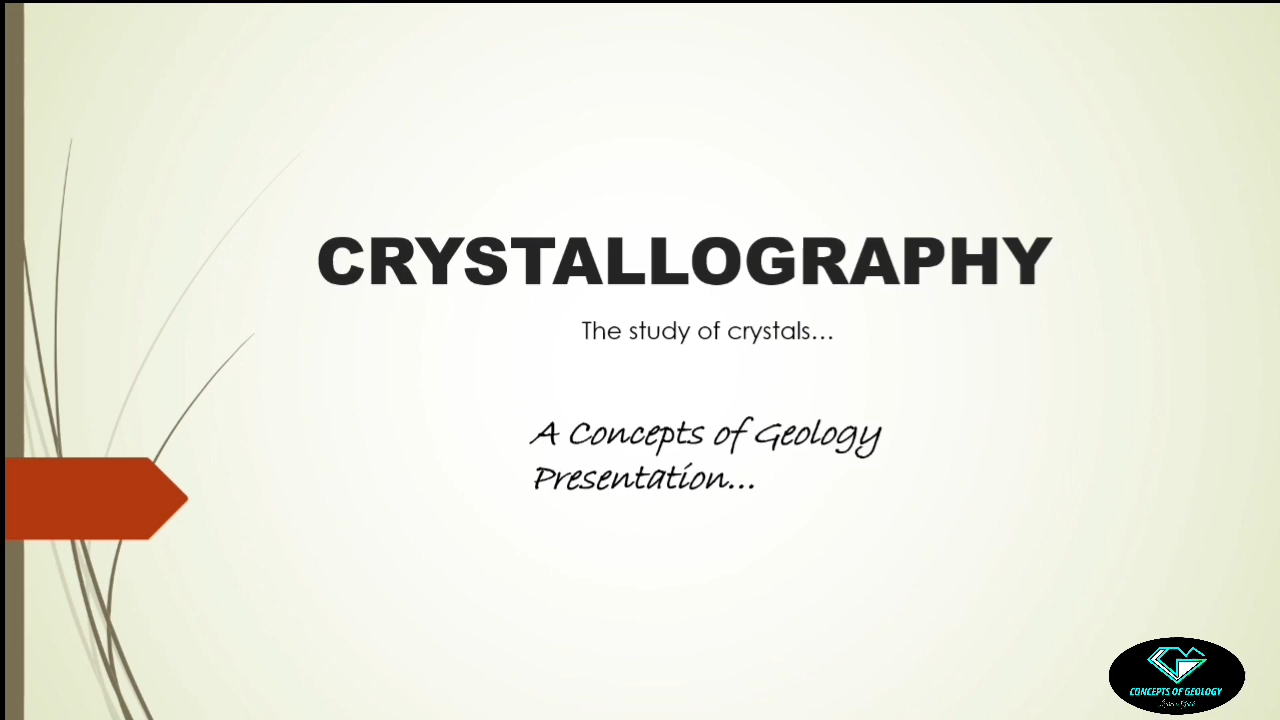 CRYSTALLOGRAPHY
The study of crystals...
A Concepts of Geology
Presentation...
CONCEPTS OF GEOLOGY